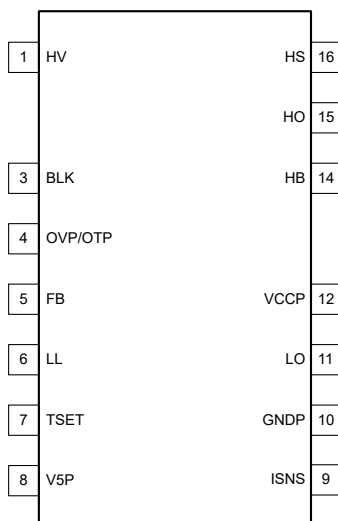 1 HV HS 16
HO 15
3 BLK HB 14
4 OVP/OTP
5 FB VCCP 12
6 LL LO 11
7 TSET GNDP 10
8 V5P ISNS 9